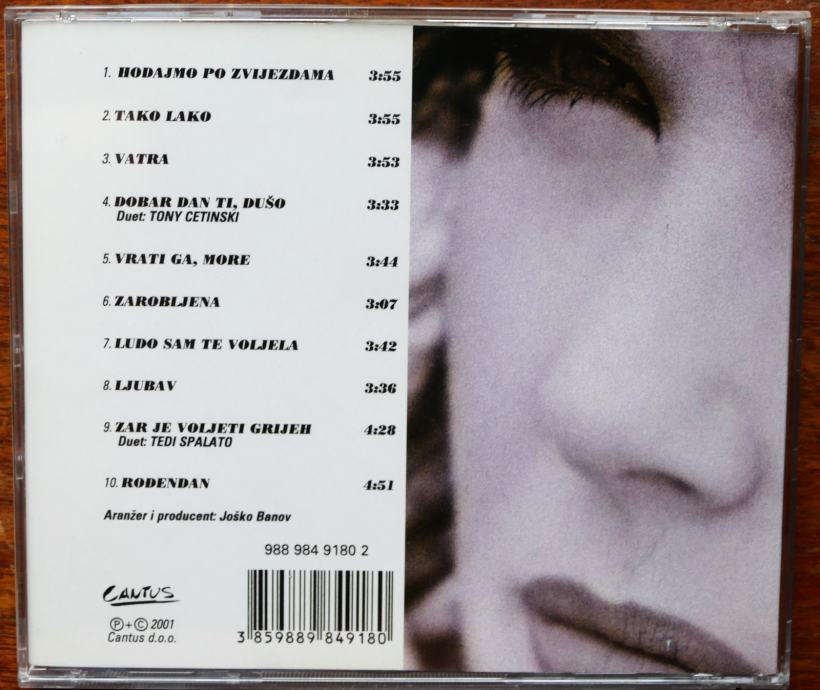 1. HODAJMO PO ZVIJEZDAMA 3:55
2. TAKO LAKO 3:55
3. VATRA 3:53
4. DOBAR DAN TI, DUŠO 3:33
Duet: TONY CETINSKI
5. VRATI GA, MORE 3:44
6. ZAROBLJENA 3:07
7. LUDO SAM TE VOLJELA 3:42
8. LJUBAV 3:36
9. ZAR JE VOLJETI GRIJEH 4:28
Duet: TEDI SPALATO
10. ROĐENDAN 4:51
Aranžer i producent: Joško Banov
988 984 9180 2
CANTUS
Ⓟ+© 2001
Cantus d.o.o.
3 859889 849180